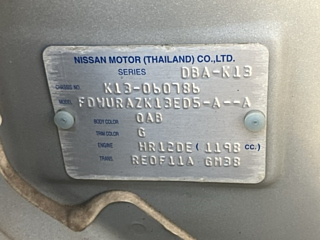 NISSAN MOTOR (THAILAND) CO.,LTD.
SERIES DBA-K13
CHASSIS NO. K13-060786
MODEL FDWURAZK13ED5-A--A
BODY COLOR QAB
TRIM COLOR G
ENGINE HR12DE ( 1198 CC.)
TRANS. RE0F11A GM38